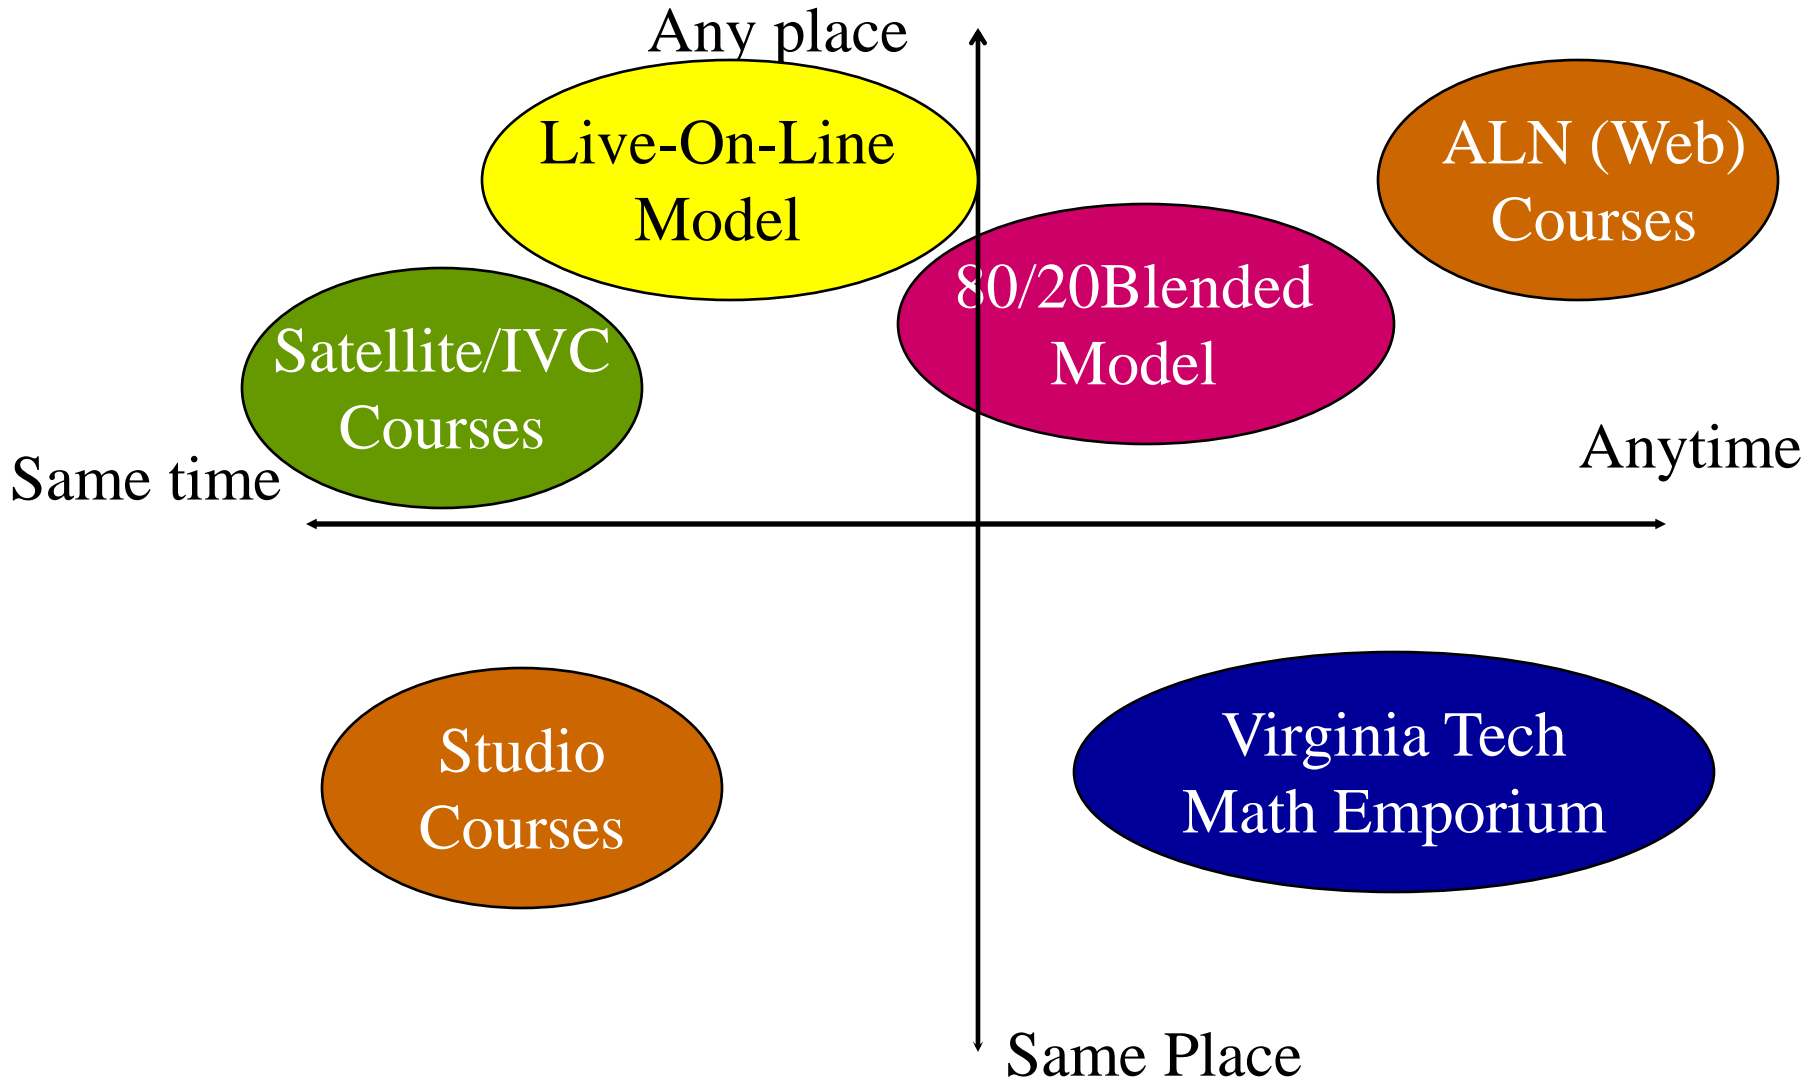 Any place
Live-On-Line
Model
ALN (Web)
Courses
80/20Blended
Model
Satellite/IVC
Courses
Anytime
Same time
Studio
Courses
Virginia Tech
Math Emporium
Same Place